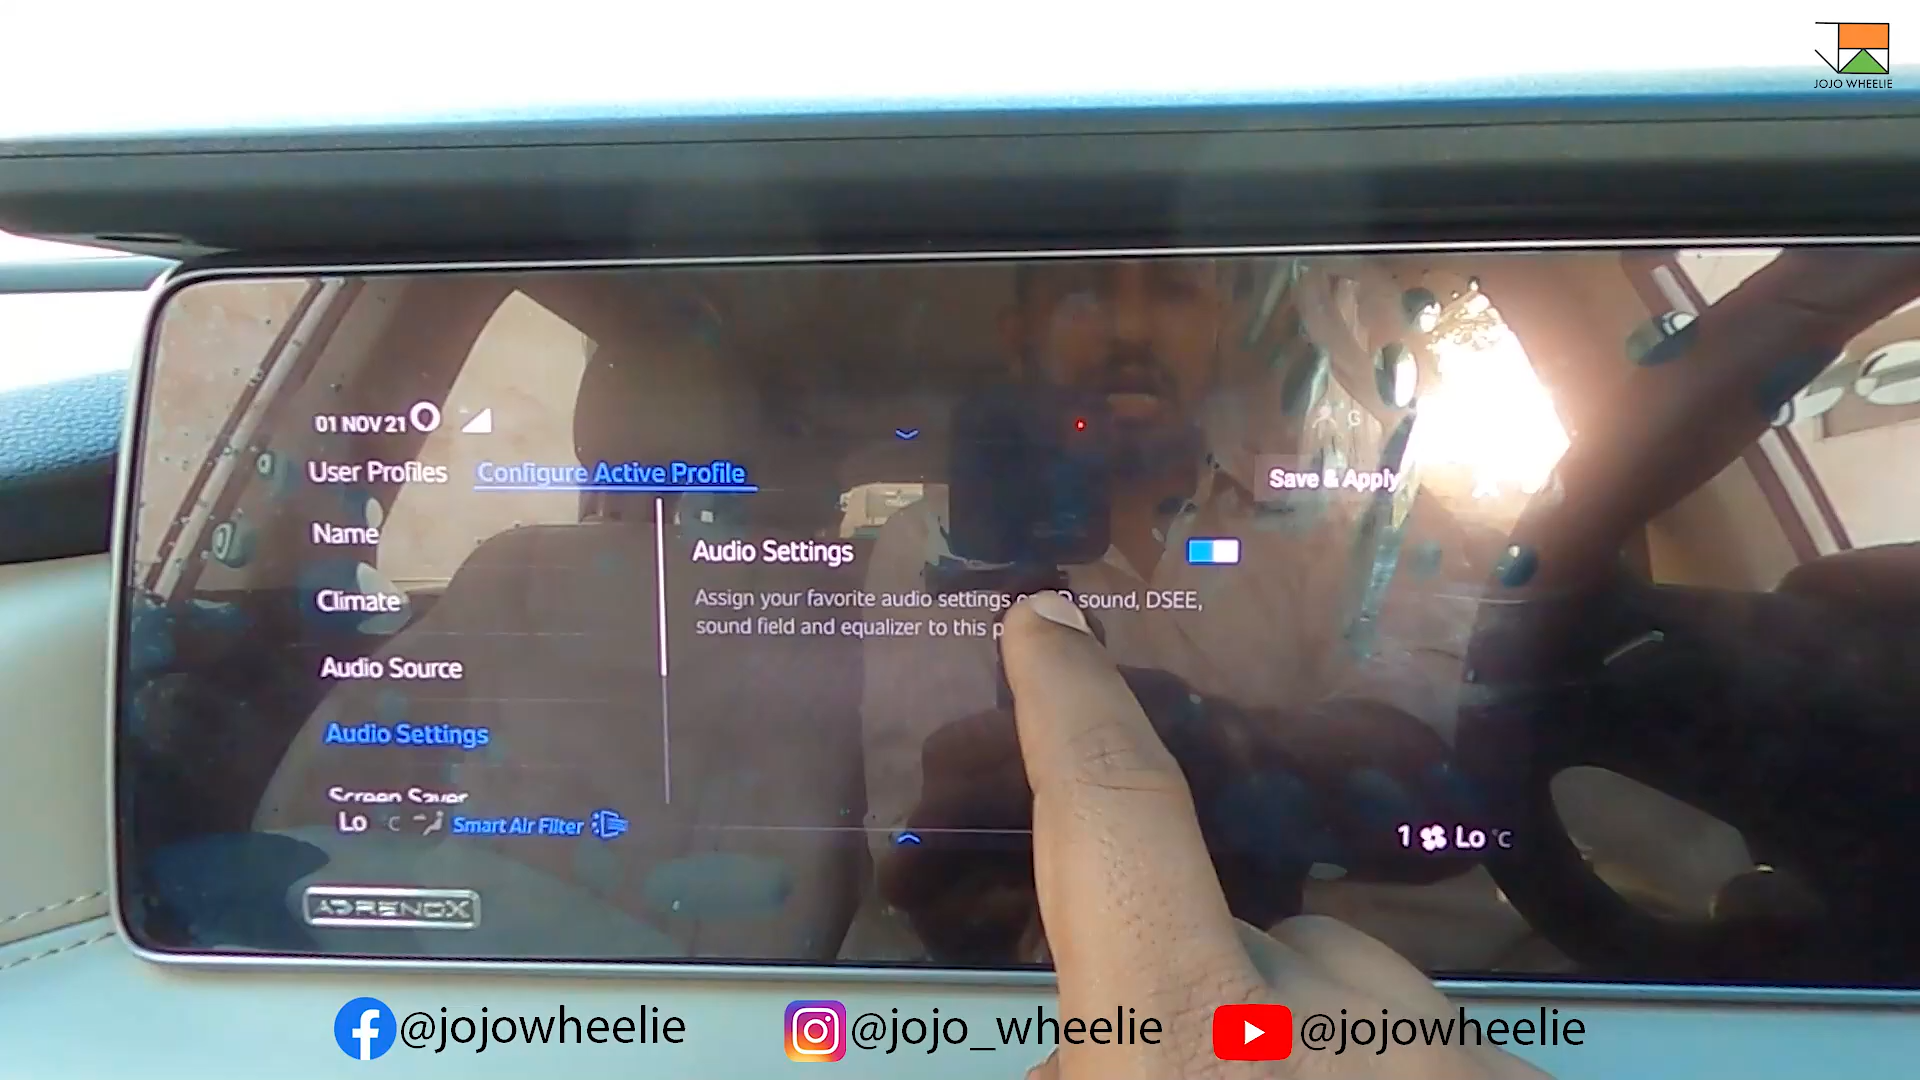 JOJO WHEELIE
01 NOV 21
G
User Profiles Configure Active Profile Save & Apply
Name
Audio Settings
Climate
Assign your favorite audio settings sound, DSEE,
sound field and equalizer to this
Audio Source
Audio Settings
Screen Saver
Lo °C Smart Air Filter 1 Lo °C
ADRENOX
@jojowheelie @jojo_wheelie @jojowheelie